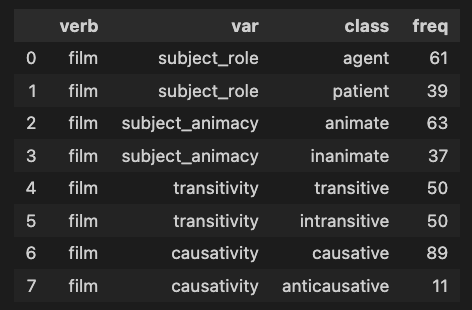 verb var class freq
0 film subject_role agent 61
1 film subject_role patient 39
2 film subject_animacy animate 63
3 film subject_animacy inanimate 37
4 film transitivity transitive 50
5 film transitivity intransitive 50
6 film causativity causative 89
7 film causativity anticausative 11